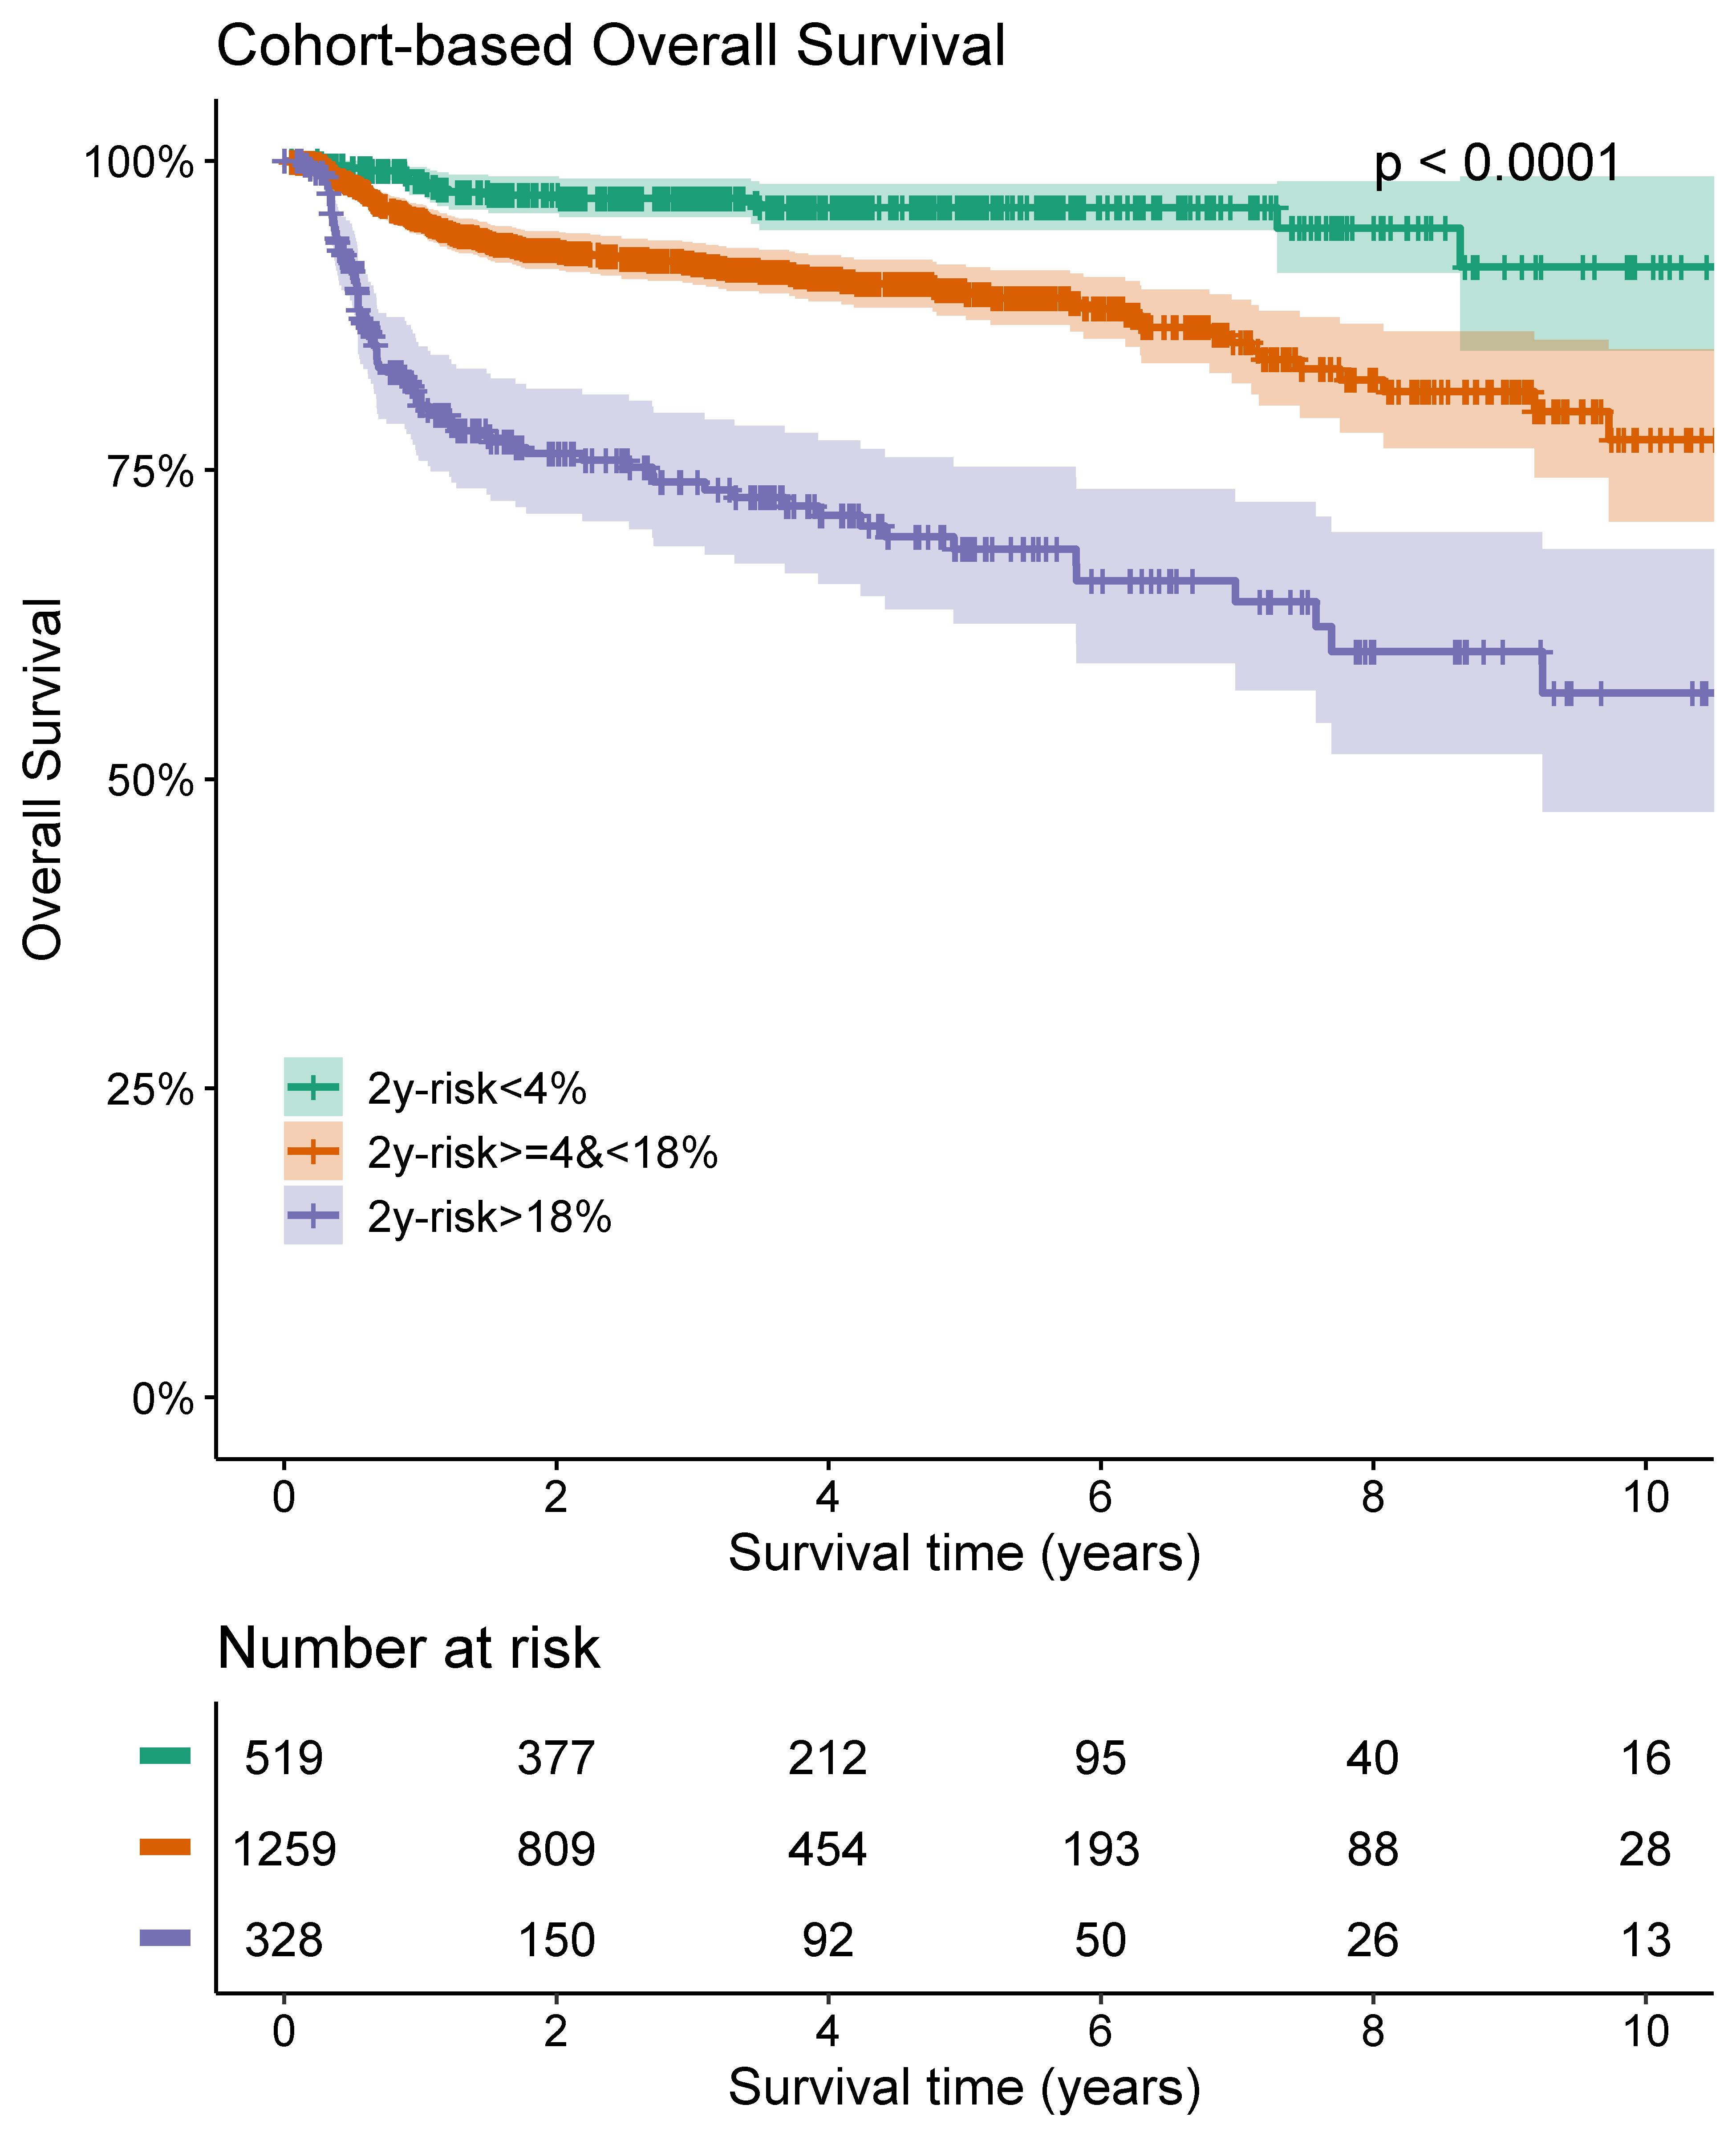 Cohort-based Overall Survival
p < 0.0001
100%
75%
50%
25%
0%
Overall Survival
2y-risk<4%
2y-risk>=4&<18%
2y-risk>18%
0 2 4 6 8 10
Survival time (years)
Number at risk
519 377 212 95 40 16
1259 809 454 193 88 28
328 150 92 50 26 13
0 2 4 6 8 10
Survival time (years)